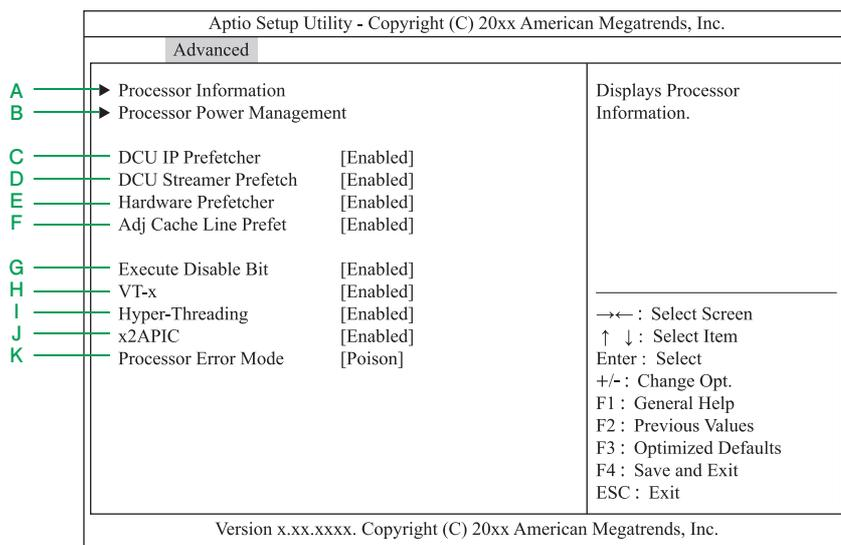 Aptio Setup Utility - Copyright (C) 20xx American Megatrends, Inc.
Advanced
A ▶ Processor Information
B ▶ Processor Power Management
C DCU IP Prefetcher [Enabled]
D DCU Streamer Prefetch [Enabled]
E Hardware Prefetcher [Enabled]
F Adj Cache Line Prefet [Enabled]
G Execute Disable Bit [Enabled]
H VT-x [Enabled]
I Hyper-Threading [Enabled]
J x2APIC [Enabled]
K Processor Error Mode [Poison]
Displays Processor
Information.
→←: Select Screen
↑ ↓: Select Item
Enter: Select
+/-: Change Opt.
F1: General Help
F2: Previous Values
F3: Optimized Defaults
F4: Save and Exit
ESC: Exit
Version x.xx.xxxx. Copyright (C) 20xx American Megatrends, Inc.